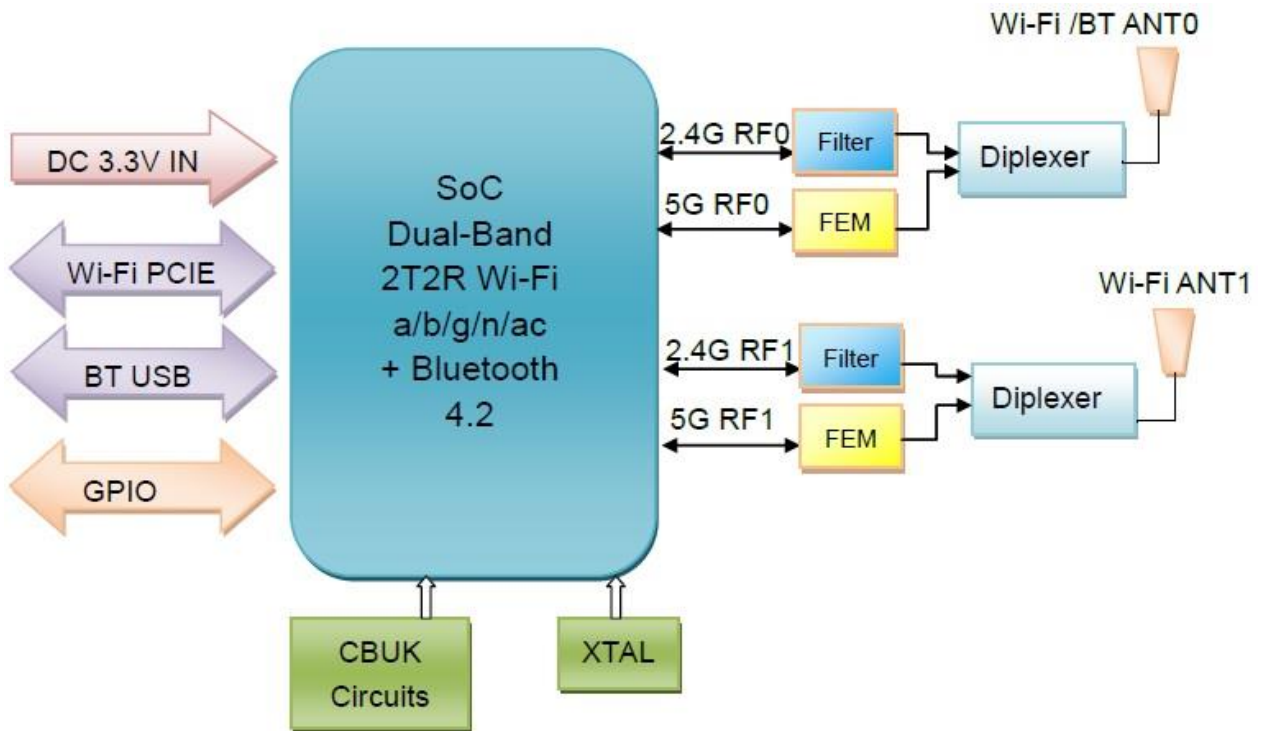 Wi-Fi /BT ANT0
DC 3.3V IN
Wi-Fi PCIE
BT USB
GPIO
SoC
Dual-Band
2T2R Wi-Fi
a/b/g/n/ac
+ Bluetooth
4.2
2.4G RF0
Filter
Diplexer
5G RF0
FEM
Wi-Fi ANT1
2.4G RF1
Filter
Diplexer
5G RF1
FEM
CBUK
Circuits
XTAL